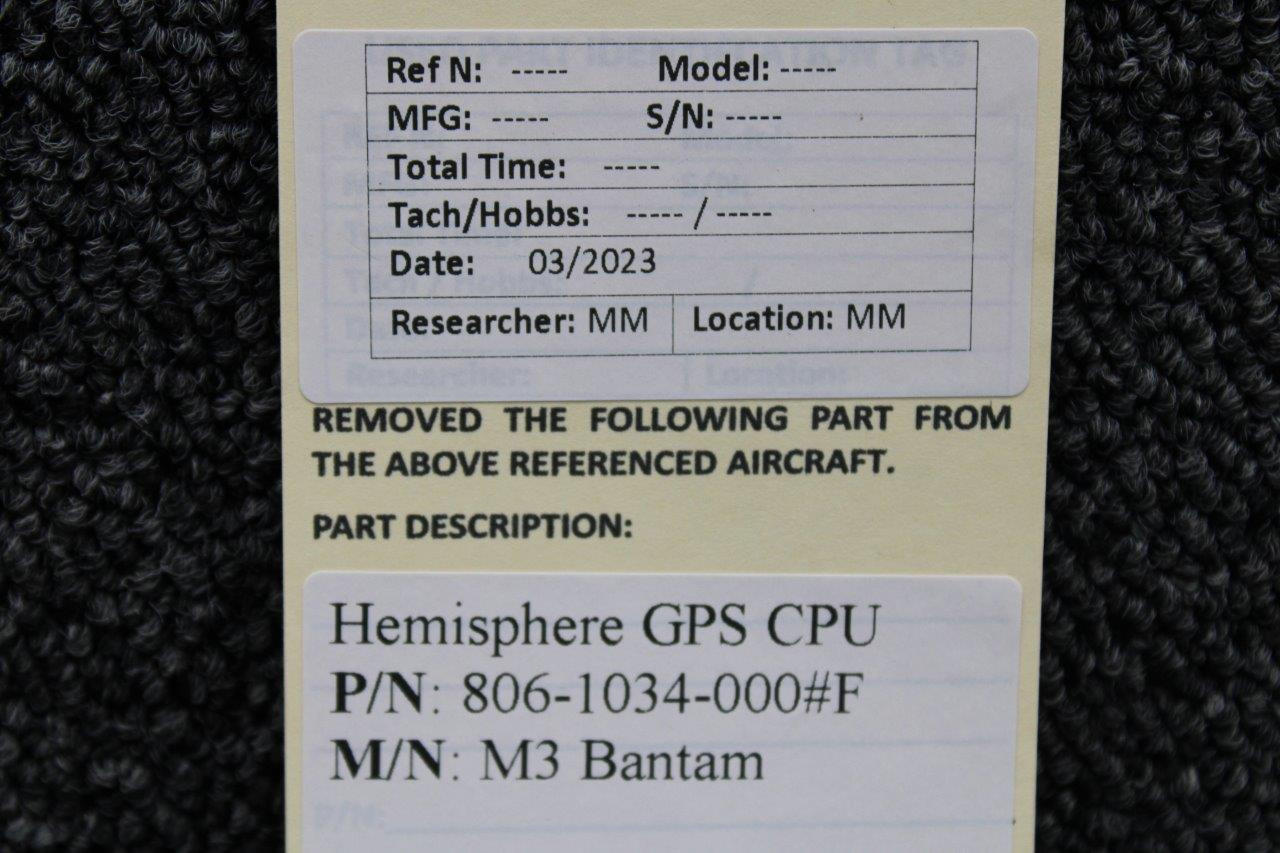 Ref N: ----- Model: -----
MFG: ----- S/N: -----
Total Time: -----
Tach/Hobbs: ----- / -----
Date: 03/2023
Researcher: MM Location: MM
REMOVED THE FOLLOWING PART FROM
THE ABOVE REFERENCED AIRCRAFT.
PART DESCRIPTION:
Hemisphere GPS CPU
P/N: 806-1034-000#F
M/N: M3 Bantam
P/N: